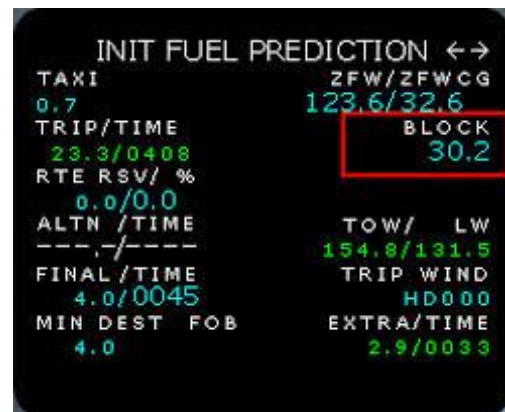 INIT FUEL PREDICTION ←→
TAXI ZFW/ZFWCG
0.7 123.6/32.6
TRIP/TIME BLOCK
23.3/0408 30.2
RTE RSV/ %
0.0/0.0
ALTN /TIME TOW/ LW
---.-/---- 154.8/131.5
FINAL/TIME TRIP WIND
4.0/0045 HD000
MIN DEST FOB EXTRA/TIME
4.0 2.9/0033